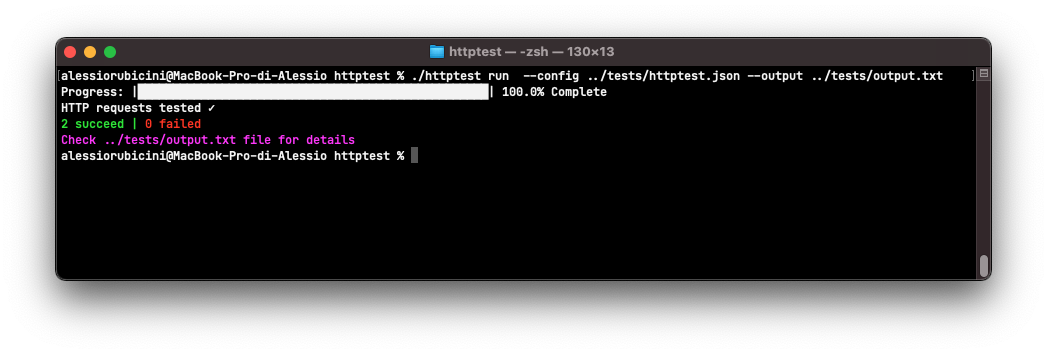 httptest — -zsh — 130×13
[alessiorubicini@MacBook-Pro-di-Alessio httptest % ./httptest run  --config ../tests/httptest.json --output ../tests/output.txt ]
Progress: |████████████████████████████████████████████████████| 100.0% Complete
HTTP requests tested ✓
2 succeed | 0 failed
Check ../tests/output.txt file for details
alessiorubicini@MacBook-Pro-di-Alessio httptest %